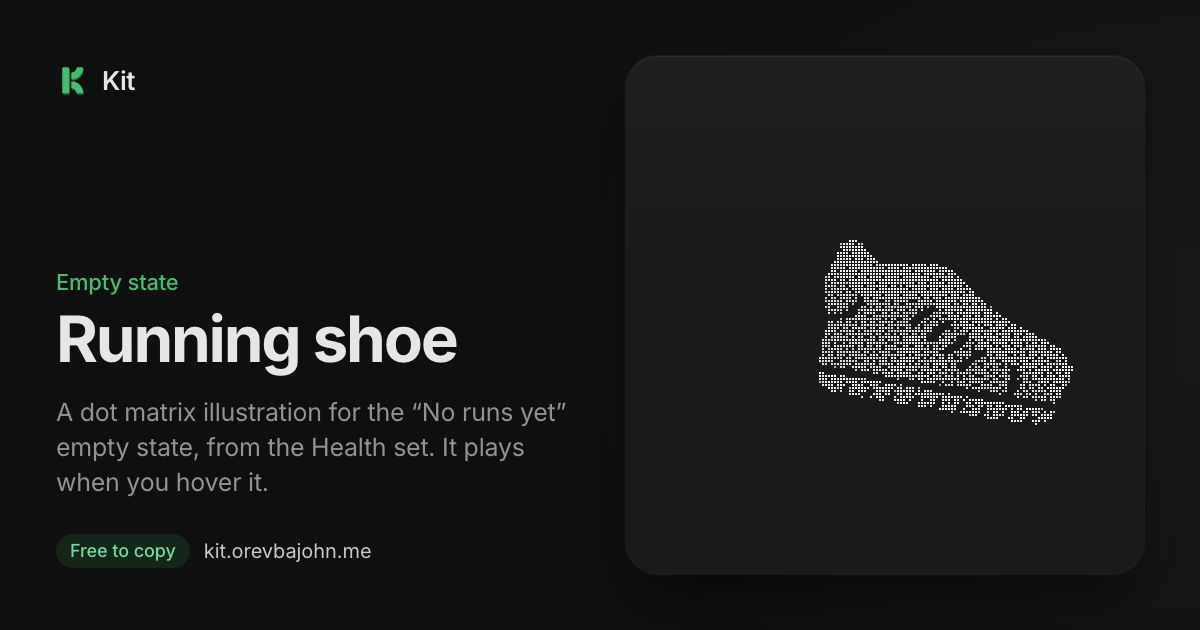 Kit
Empty state
Running shoe
A dot matrix illustration for the “No runs yet”
empty state, from the Health set. It plays
when you hover it.
Free to copy
kit.orevbajohn.me